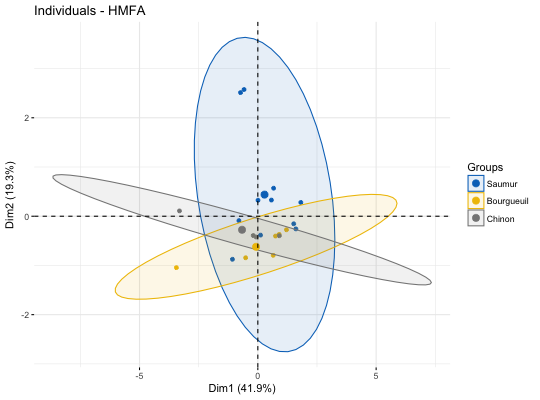 Individuals - HMFA
Dim2 (19.3%)
2
0
-2
-5
0
5
Dim1 (41.9%)
Groups
Saumur
Bourgueuil
Chinon